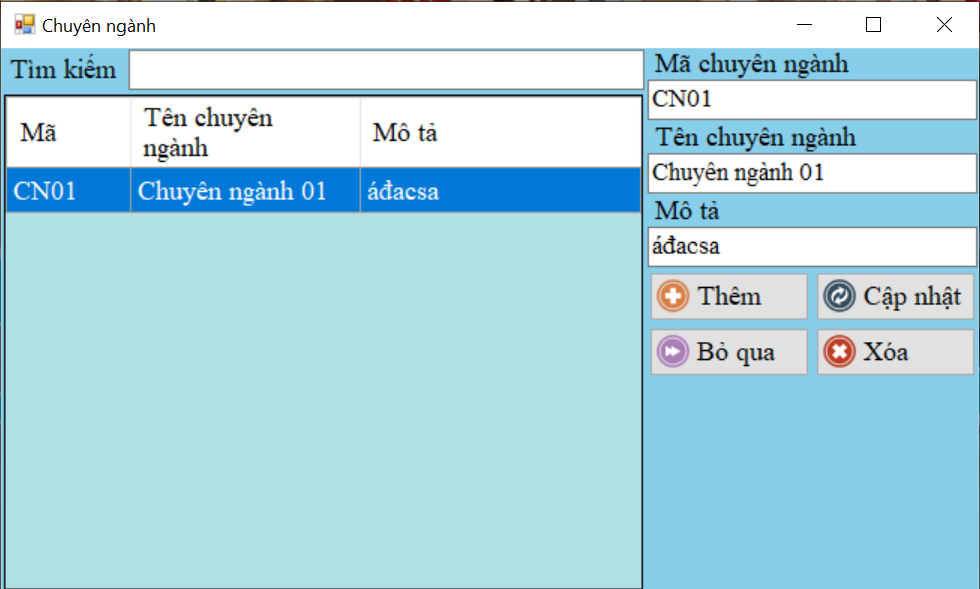 Chuyên ngành
Tìm kiếm
Mã
Tên chuyên
ngành
Mô tả
CN01
Chuyên ngành 01
áđacsa
Mã chuyên ngành
CN01
Tên chuyên ngành
Chuyên ngành 01
Mô tả
áđacsa
Thêm
Cập nhật
Bỏ qua
Xóa